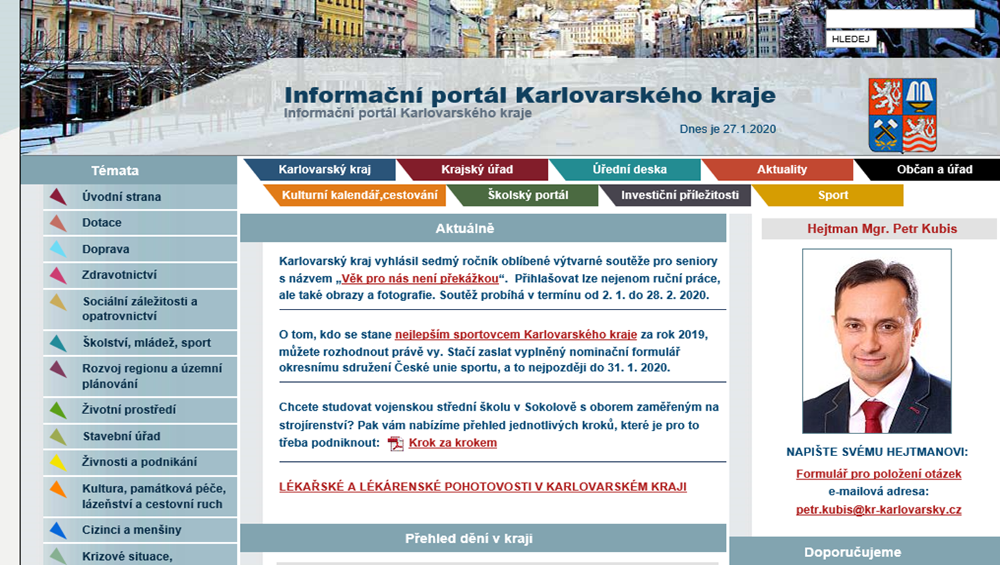 HLEDEJ
Informační portál Karlovarského kraje
Informační portál Karlovarského kraje
Dnes je 27.1.2020
Témata
Úvodní strana
Dotace
Doprava
Zdravotnictví
Sociální záležitosti a
opatrovnictví
Školství, mládež, sport
Rozvoj regionu a územní
plánování
Životní prostředí
Stavební úřad
Živnosti a podnikání
Kultura, památková péče,
lázeňství a cestovní ruch
Cizinci a menšiny
Krizové situace,
Karlovarský kraj
Krajský úřad
Úřední deska
Aktuality
Občan a úřad
Kulturní kalendář,cestování
Školský portál
Investiční příležitosti
Sport
Aktuálně
Karlovarský kraj vyhlásil sedmý ročník oblíbené výtvarné soutěže pro seniory
s názvem „Věk pro nás není překážkou“. Přihlašovat lze nejenom ruční práce,
ale také obrazy a fotografie. Soutěž probíhá v termínu od 2. 1. do 28. 2. 2020.
O tom, kdo se stane nejlepším sportovcem Karlovarského kraje za rok 2019,
můžete rozhodnout právě vy. Stačí zaslat vyplněný nominační formulář
okresnímu sdružení České unie sportu, a to nejpozději do 31. 1. 2020.
Chcete studovat vojenskou střední školu v Sokolově s oborem zaměřeným na
strojírenství? Pak vám nabízíme přehled jednotlivých kroků, které je pro to
třeba podniknout: Krok za krokem
LÉKAŘSKÉ A LÉKÁRENSKÉ POHOTOVOSTI V KARLOVARSKÉM KRAJI
Přehled dění v kraji
Hejtman Mgr. Petr Kubis
NAPIŠTE SVÉMU HEJTMANOVI:
Formulář pro položení otázek
e-mailová adresa:
petr.kubis@kr-karlovarsky.cz
Doporučujeme